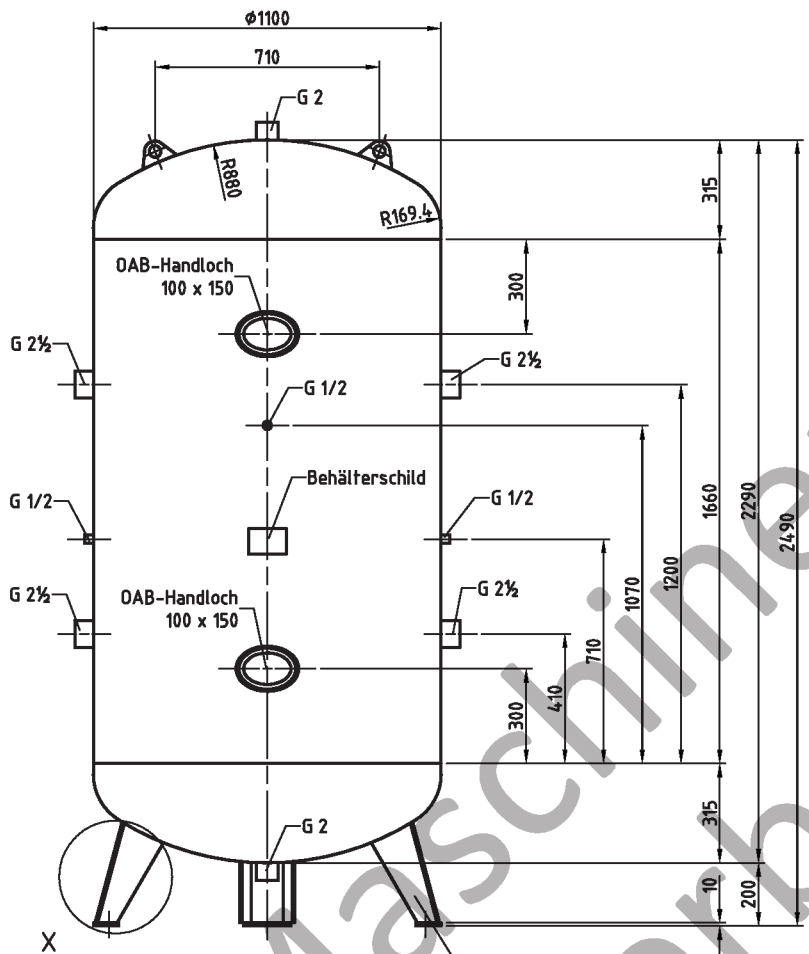 ø1100
710
G 2
R880
R169.4
315
OAB-Handloch
100 x 150
300
G 2½
G 2½
G 1/2
Behälterschild
G 1/2
G 1/2
1660
2290
2490
1200
1070
G 2½
OAB-Handloch
100 x 150
G 2½
710
410
300
G 2
315
10
200
X
Maschine